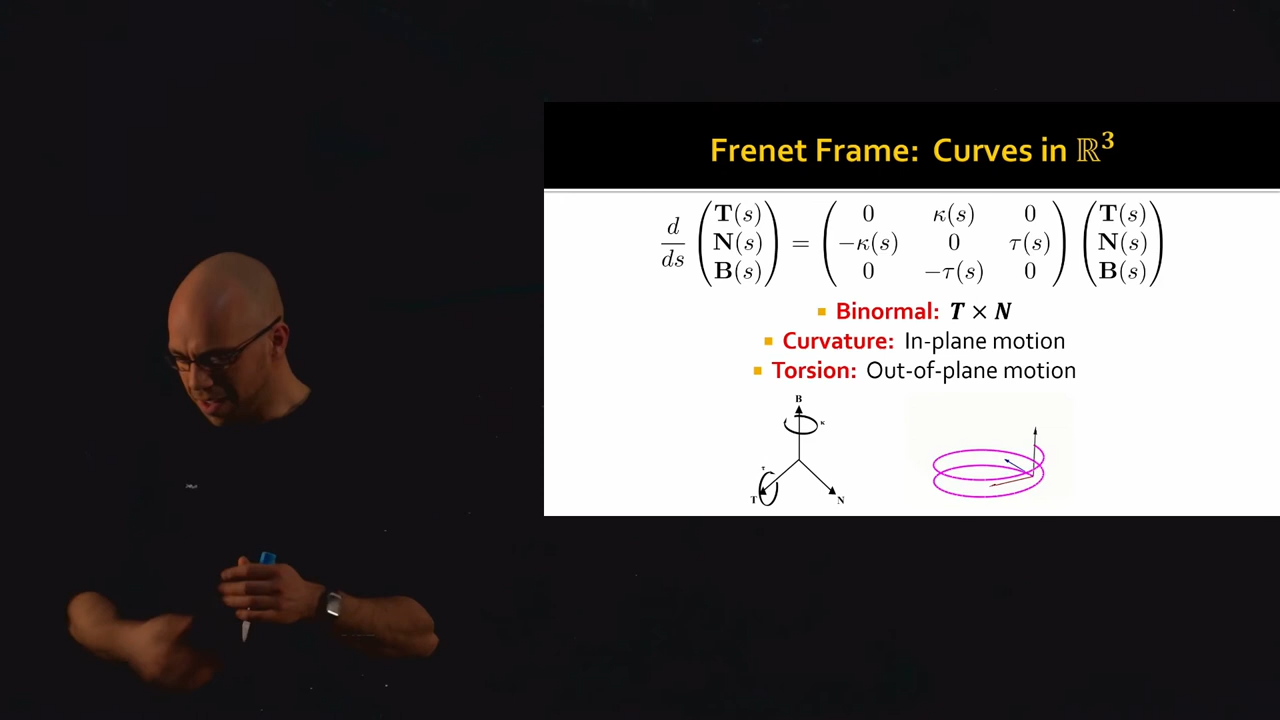 Frenet Frame: Curves in ℝ³
d/ds (T(s) N(s) B(s)) = (0 κ(s) 0; −κ(s) 0 τ(s); 0 −τ(s) 0) (T(s) N(s) B(s))
Binormal: T × N
Curvature: In-plane motion
Torsion: Out-of-plane motion
B
κ
τ
T
N